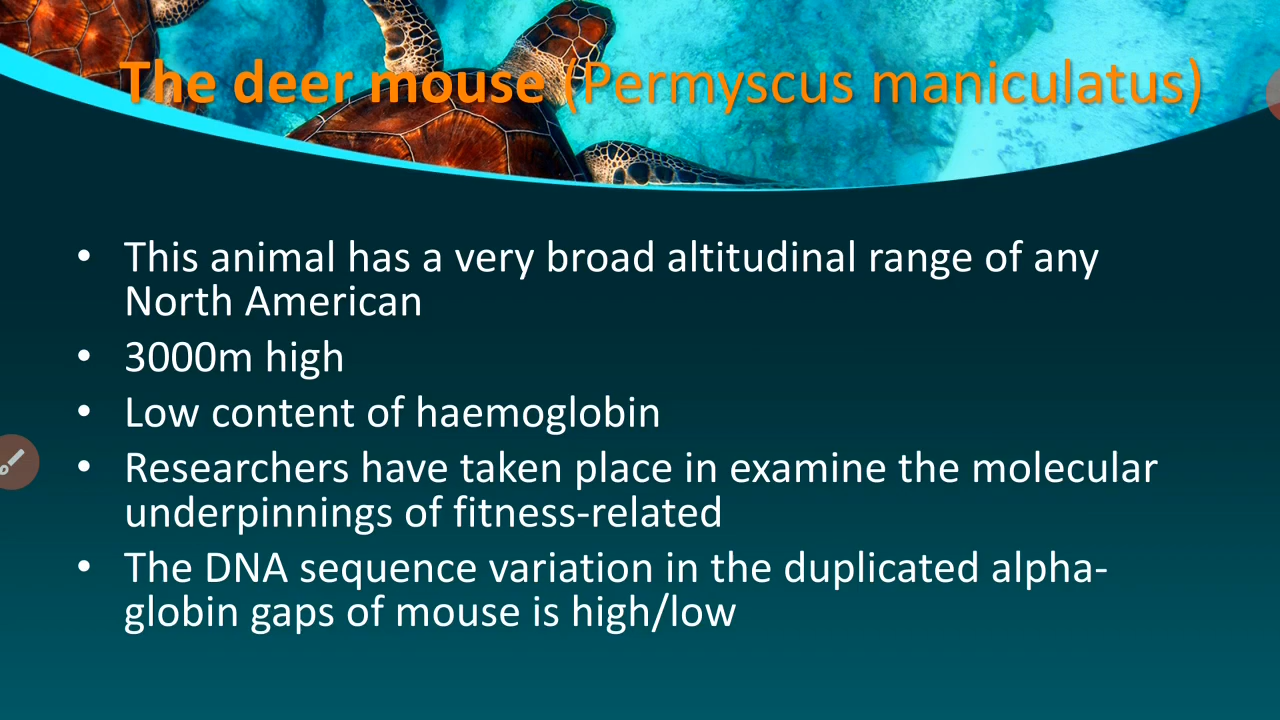 The deer mouse (Permyscus maniculatus)
• This animal has a very broad altitudinal range of any
North American
• 3000m high
• Low content of haemoglobin
• Researchers have taken place in examine the molecular
underpinnings of fitness-related
• The DNA sequence variation in the duplicated alpha-
globin gaps of mouse is high/low